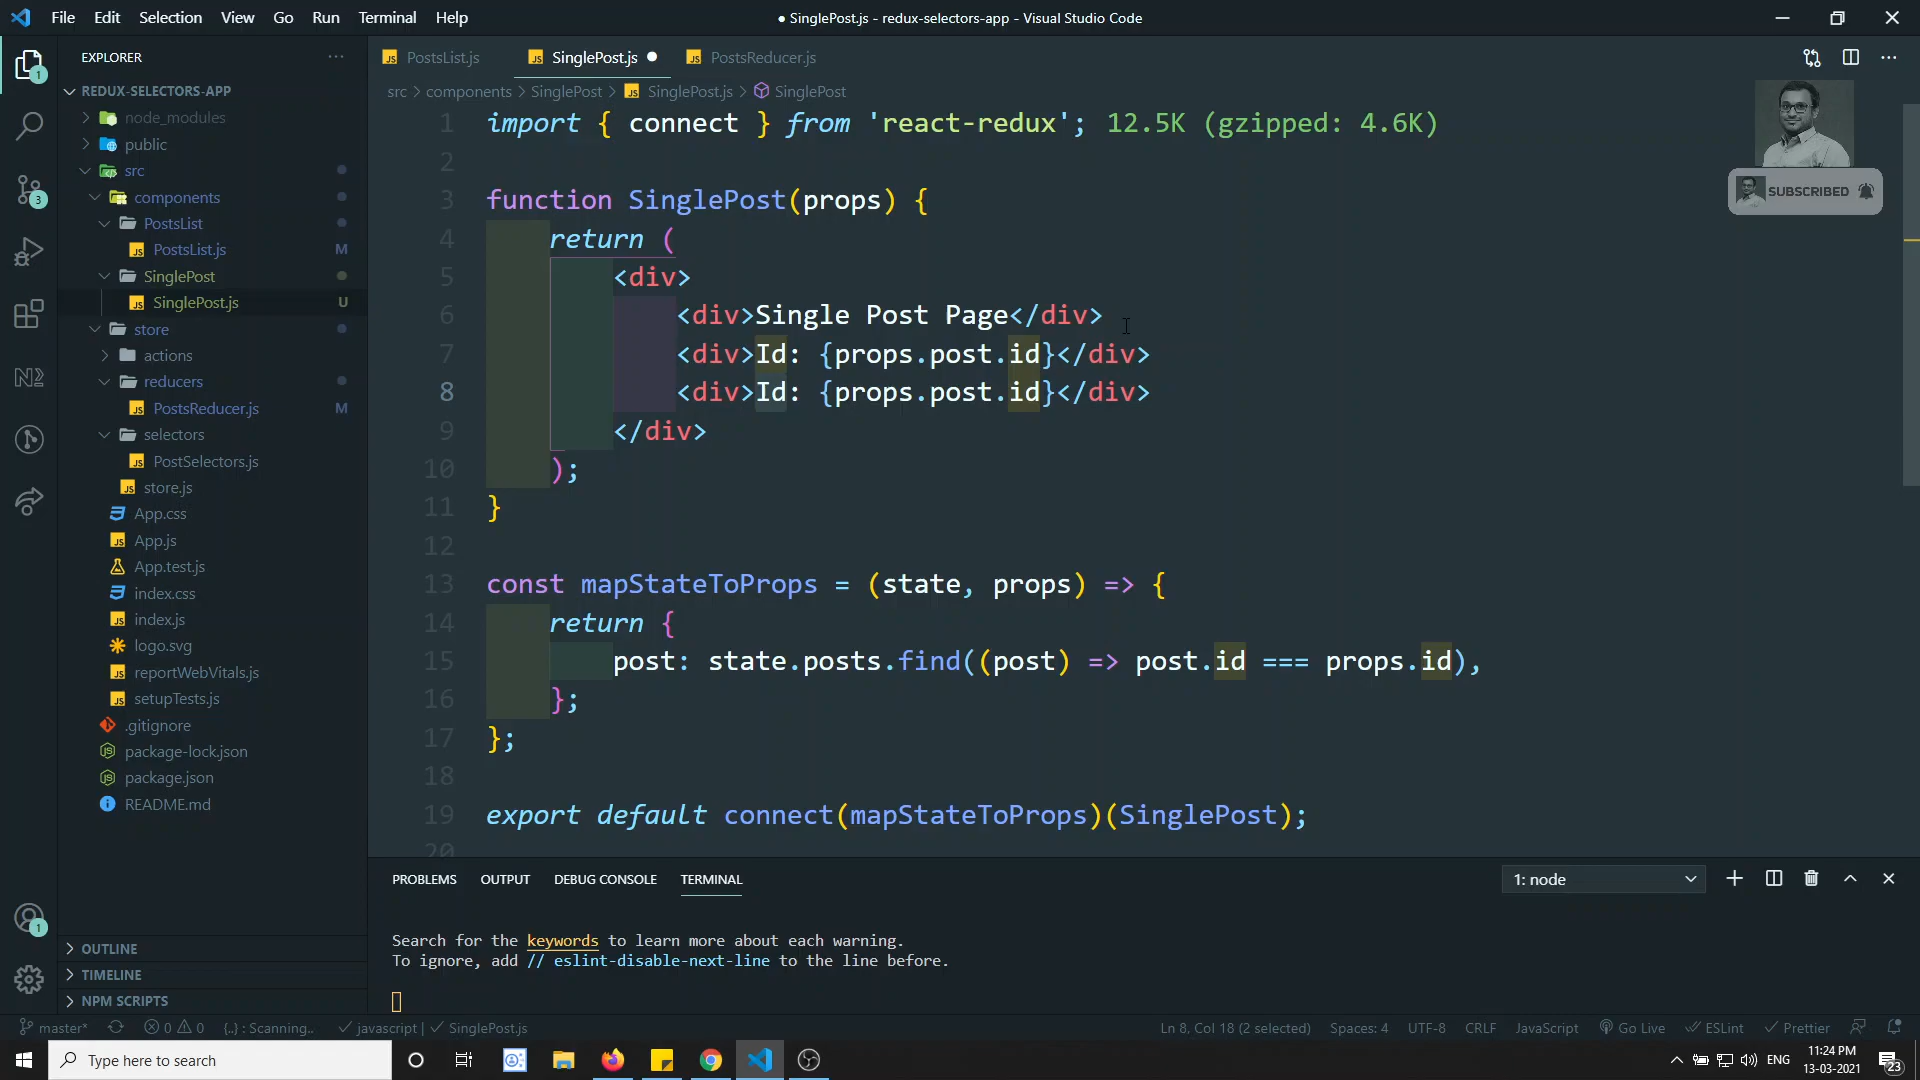 File Edit Selection View Go Run Terminal Help
● SinglePost.js - redux-selectors-app - Visual Studio Code
EXPLORER
REDUX-SELECTORS-APP
node_modules
public
src
components
PostsList
PostsList.js M
SinglePost
SinglePost.js U
store
actions
reducers
PostsReducer.js M
selectors
PostSelectors.js
store.js
App.css
App.js
App.test.js
index.css
index.js
logo.svg
reportWebVitals.js
setupTests.js
.gitignore
package-lock.json
package.json
README.md
OUTLINE
TIMELINE
NPM SCRIPTS
1
3
1
PostsList.js SinglePost.js ● PostsReducer.js
src > components > SinglePost > SinglePost.js > SinglePost
1 import { connect } from 'react-redux'; 12.5K (gzipped: 4.6K)
2
3 function SinglePost(props) {
4 return (
5 <div>
6 <div>Single Post Page</div>
7 <div>Id: {props.post.id}</div>
8 <div>Id: {props.post.id}</div>
9 </div>
10 );
11 }
12
13 const mapStateToProps = (state, props) => {
14 return {
15 post: state.posts.find((post) => post.id === props.id),
16 };
17 };
18
19 export default connect(mapStateToProps)(SinglePost);
20
SUBSCRIBED
PROBLEMS OUTPUT DEBUG CONSOLE TERMINAL
1: node
Search for the keywords to learn more about each warning.
To ignore, add // eslint-disable-next-line to the line before.
master* 0 0 {..} : Scanning.. javascript | SinglePost.js
Ln 8, Col 18 (2 selected) Spaces: 4 UTF-8 CRLF JavaScript Go Live ESLint Prettier
Type here to search
ENG
11:24 PM
13-03-2021
23